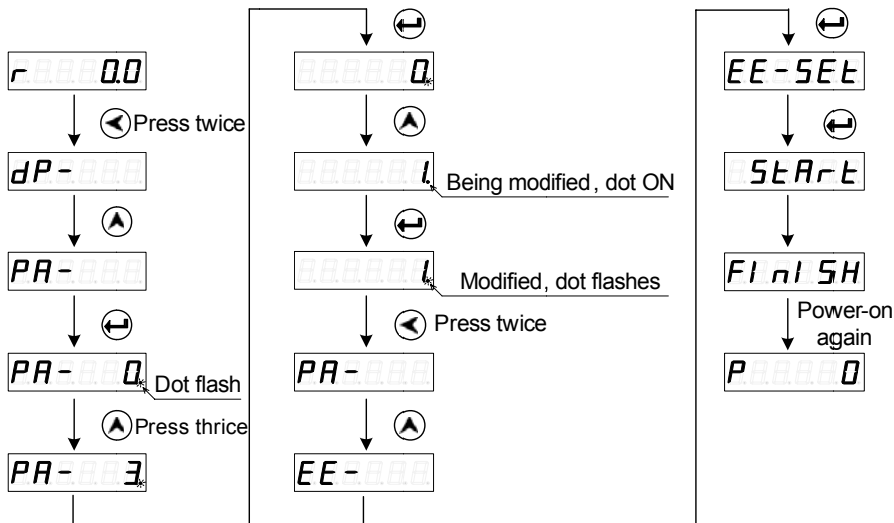 r 0.0
Press twice
dP-
PA-
PA- 0.
Dot flash
Press thrice
PA- 3.
0.
1.
Being modified, dot ON
1.
Modified, dot flashes
Press twice
PA-
EE-
EE-SEt
StArt
FInISH
Power-on
again
P 0